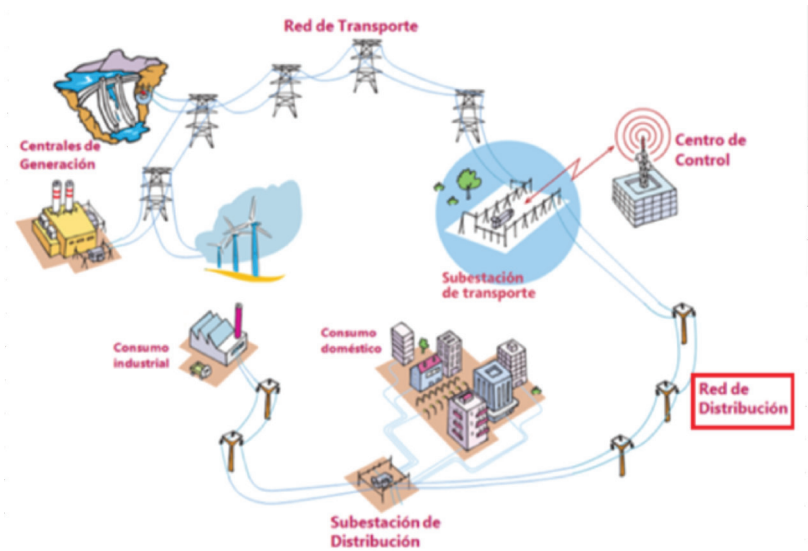 Red de Transporte
Centrales de
Generación
Centro de
Control
Subestación
de transporte
Consumo
industrial
Consumo
doméstico
Red de
Distribución
Subestación de
Distribución